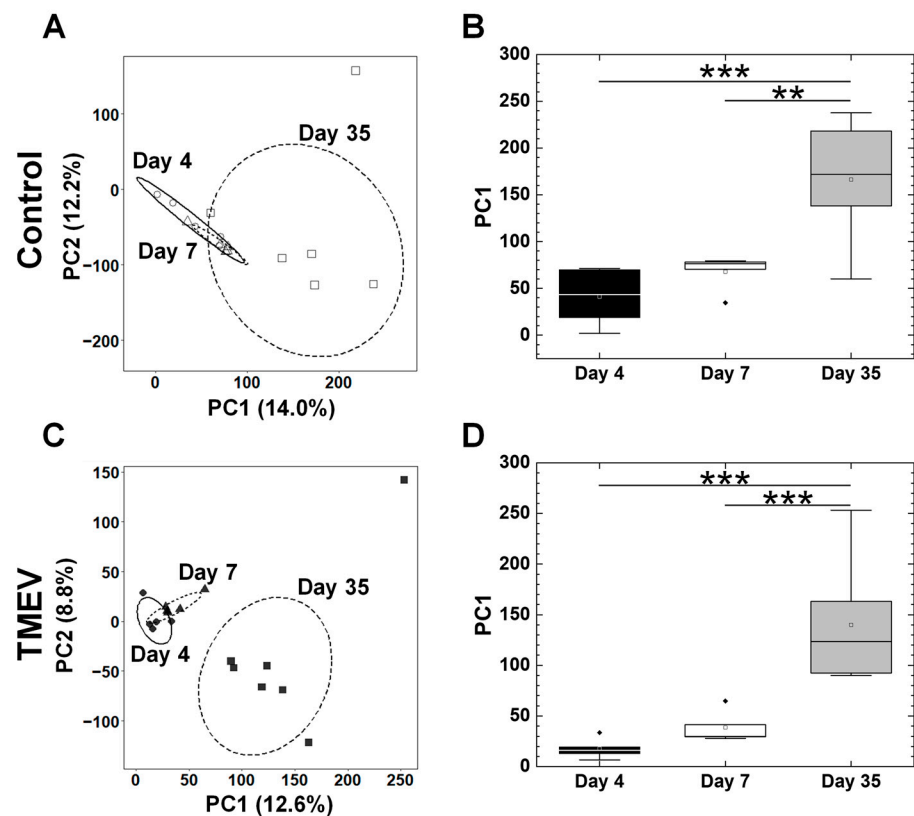 A
Control
PC2 (12.2%)
100
0
−100
−200
Day 4
Day 7
Day 35
0
100
200
PC1 (14.0%)
B
PC1
300
250
200
150
100
50
0
***
**
Day 4
Day 7
Day 35
C
TMEV
PC2 (8.8%)
150
100
50
0
−50
−100
Day 7
Day 35
Day 4
0
50
100
150
200
250
PC1 (12.6%)
D
PC1
300
250
200
150
100
50
0
***
***
Day 4
Day 7
Day 35